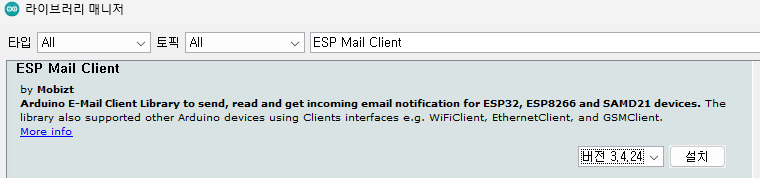 라이브러리 매니저
타입 All 토픽 All ESP Mail Client
ESP Mail Client
by Mobizt
Arduino E-Mail Client Library to send, read and get incoming email notification for ESP32, ESP8266 and SAMD21 devices. The
library also supported other Arduino devices using Clients interfaces e.g. WiFiClient, EthernetClient, and GSMClient.
More info
버전 3.4.24 설치